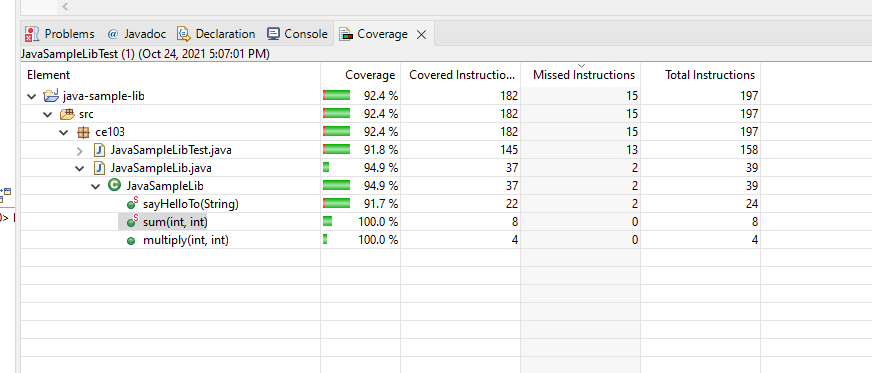 Problems @ Javadoc Declaration Console Coverage
JavaSampleLibTest (1) (Oct 24, 2021 5:07:01 PM)
Element Coverage Covered Instructio... Missed Instructions Total Instructions
java-sample-lib 92.4 % 182 15 197
src 92.4 % 182 15 197
ce103 92.4 % 182 15 197
JavaSampleLibTest.java 91.8 % 145 13 158
JavaSampleLib.java 94.9 % 37 2 39
JavaSampleLib 94.9 % 37 2 39
sayHelloTo(String) 91.7 % 22 2 24
sum(int, int) 100.0 % 8 0 8
multiply(int, int) 100.0 % 4 0 4